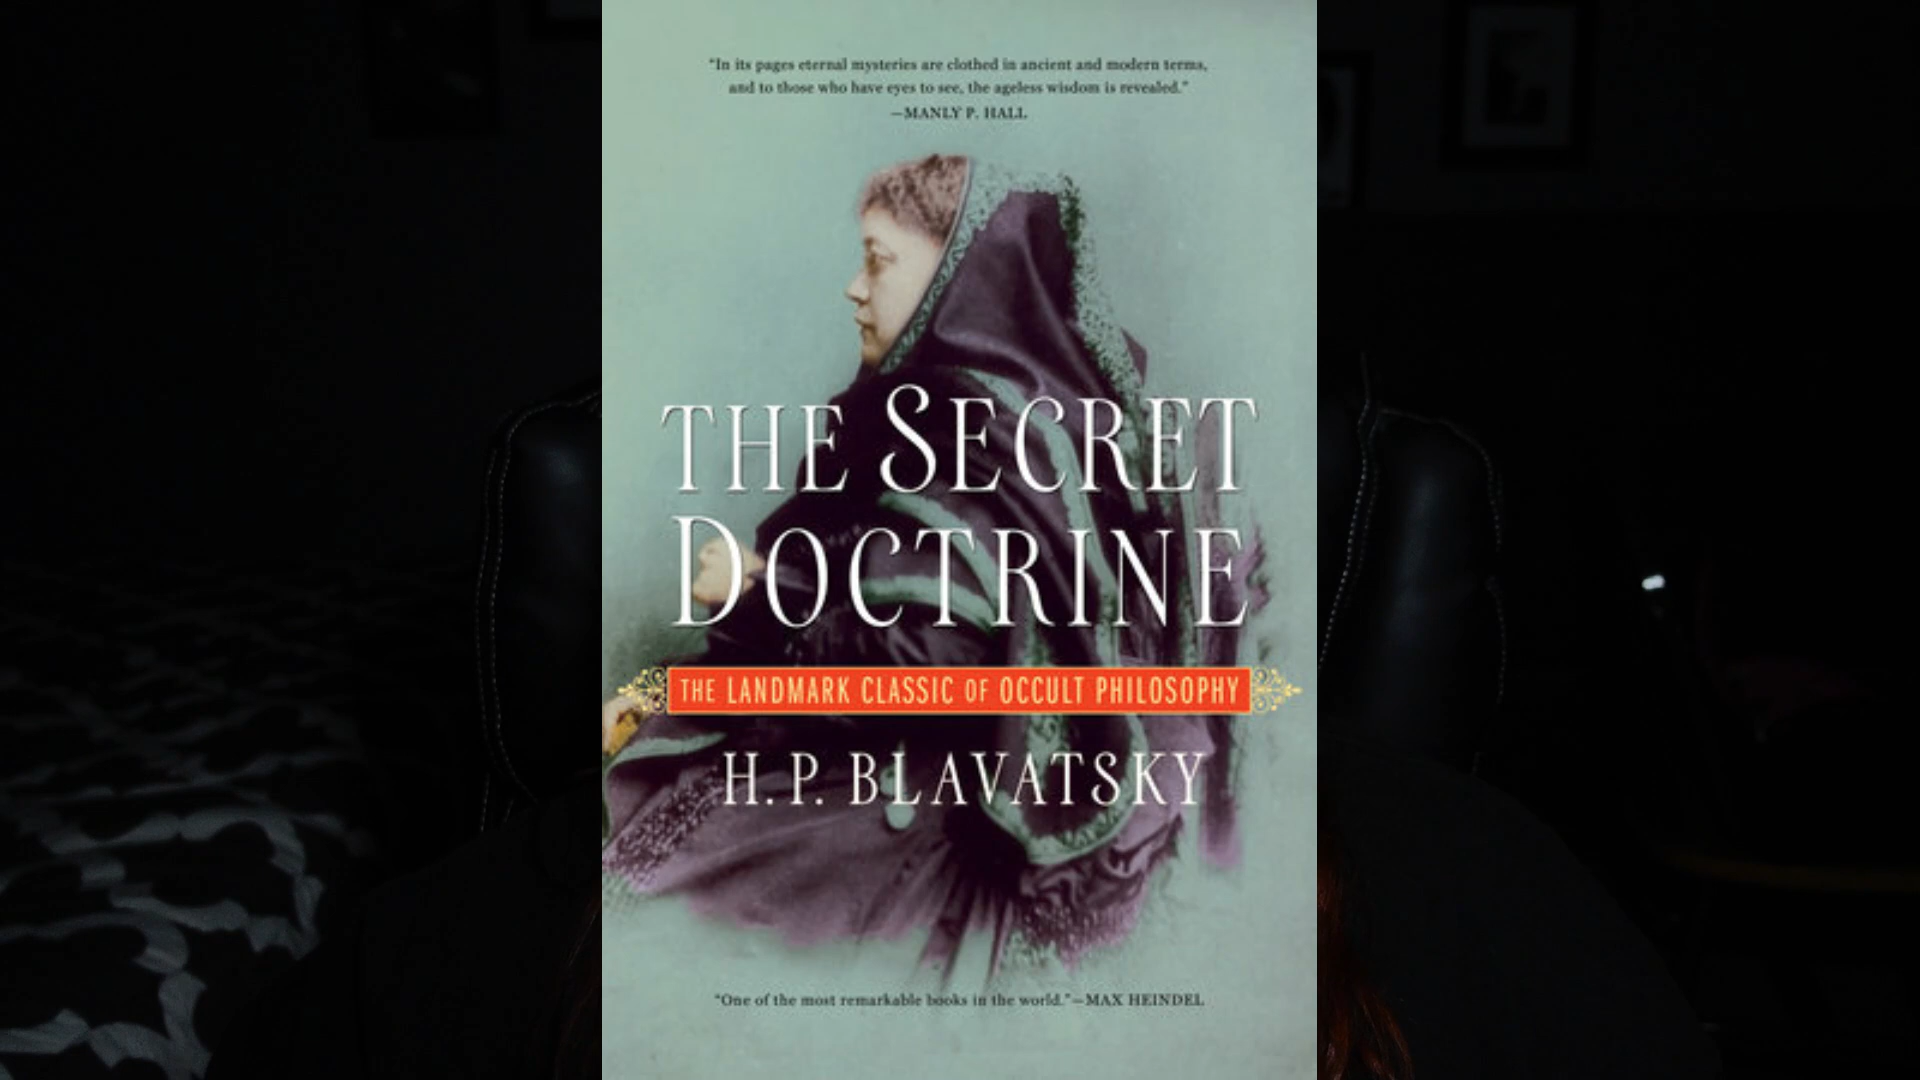 "In its pages eternal mysteries are clothed in ancient and modern terms,
and to those who have eyes to see, the ageless wisdom is revealed."
—MANLY P. HALL
THE SECRET
DOCTRINE
THE LANDMARK CLASSIC OF OCCULT PHILOSOPHY
H. P. BLAVATSKY
"One of the most remarkable books in the world."—MAX HEINDEL